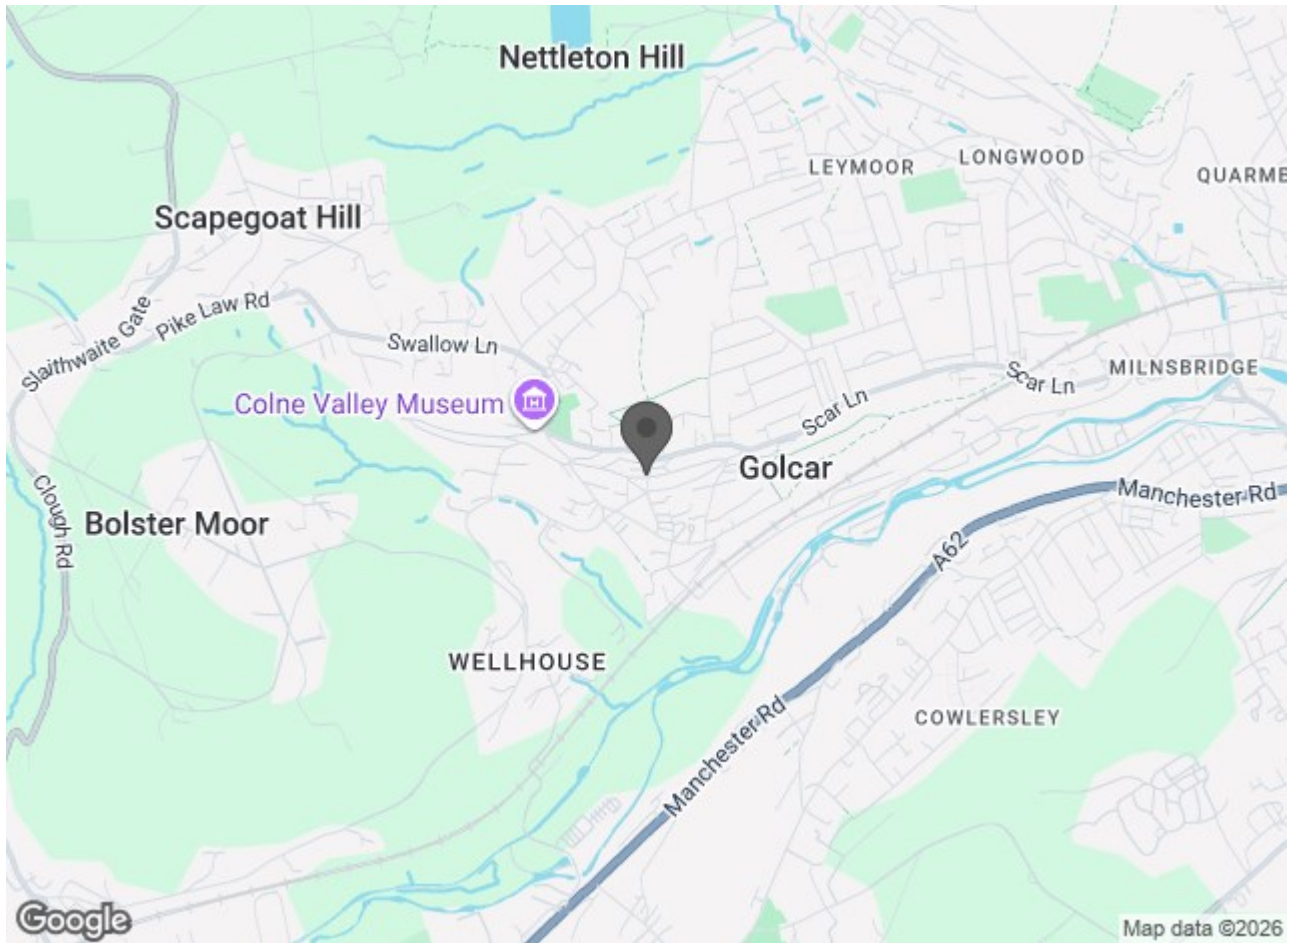 Nettleton Hill
LEYMOOR
LONGWOOD
QUARMB
Scapegoat Hill
Slaithwaite Gate
Pike Law Rd
Swallow Ln
Scar Ln
MILNSBRIDGE
Colne Valley Museum
Scar Ln
Golcar
Manchester Rd
Clough Rd
Bolster Moor
A62
WELLHOUSE
COWLERSLEY
Manchester Rd
Google
Map data ©2026